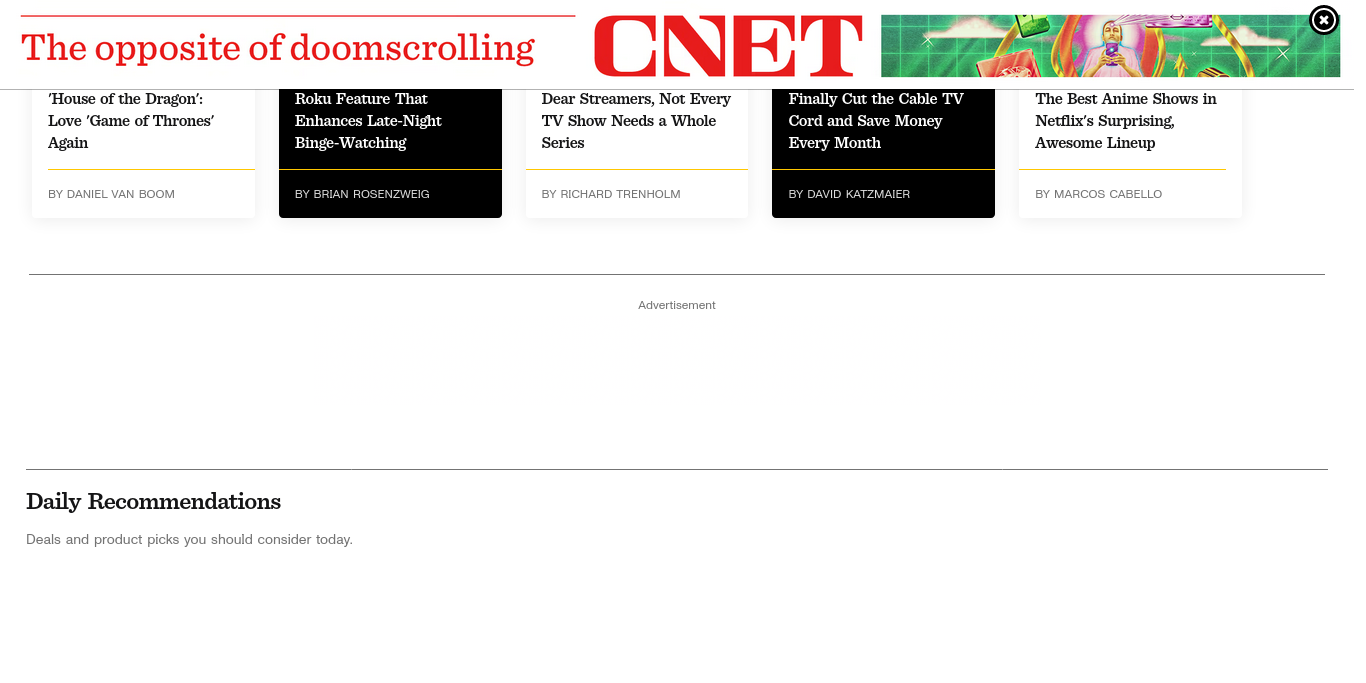 The opposite of doomscrolling
CNET
'House of the Dragon':
Love 'Game of Thrones'
Again
BY DANIEL VAN BOOM
Roku Feature That
Enhances Late-Night
Binge-Watching
BY BRIAN ROSENZWEIG
Dear Streamers, Not Every
TV Show Needs a Whole
Series
BY RICHARD TRENHOLM
Finally Cut the Cable TV
Cord and Save Money
Every Month
BY DAVID KATZMAIER
The Best Anime Shows in
Netflix's Surprising,
Awesome Lineup
BY MARCOS CABELLO
Advertisement
Daily Recommendations
Deals and product picks you should consider today.